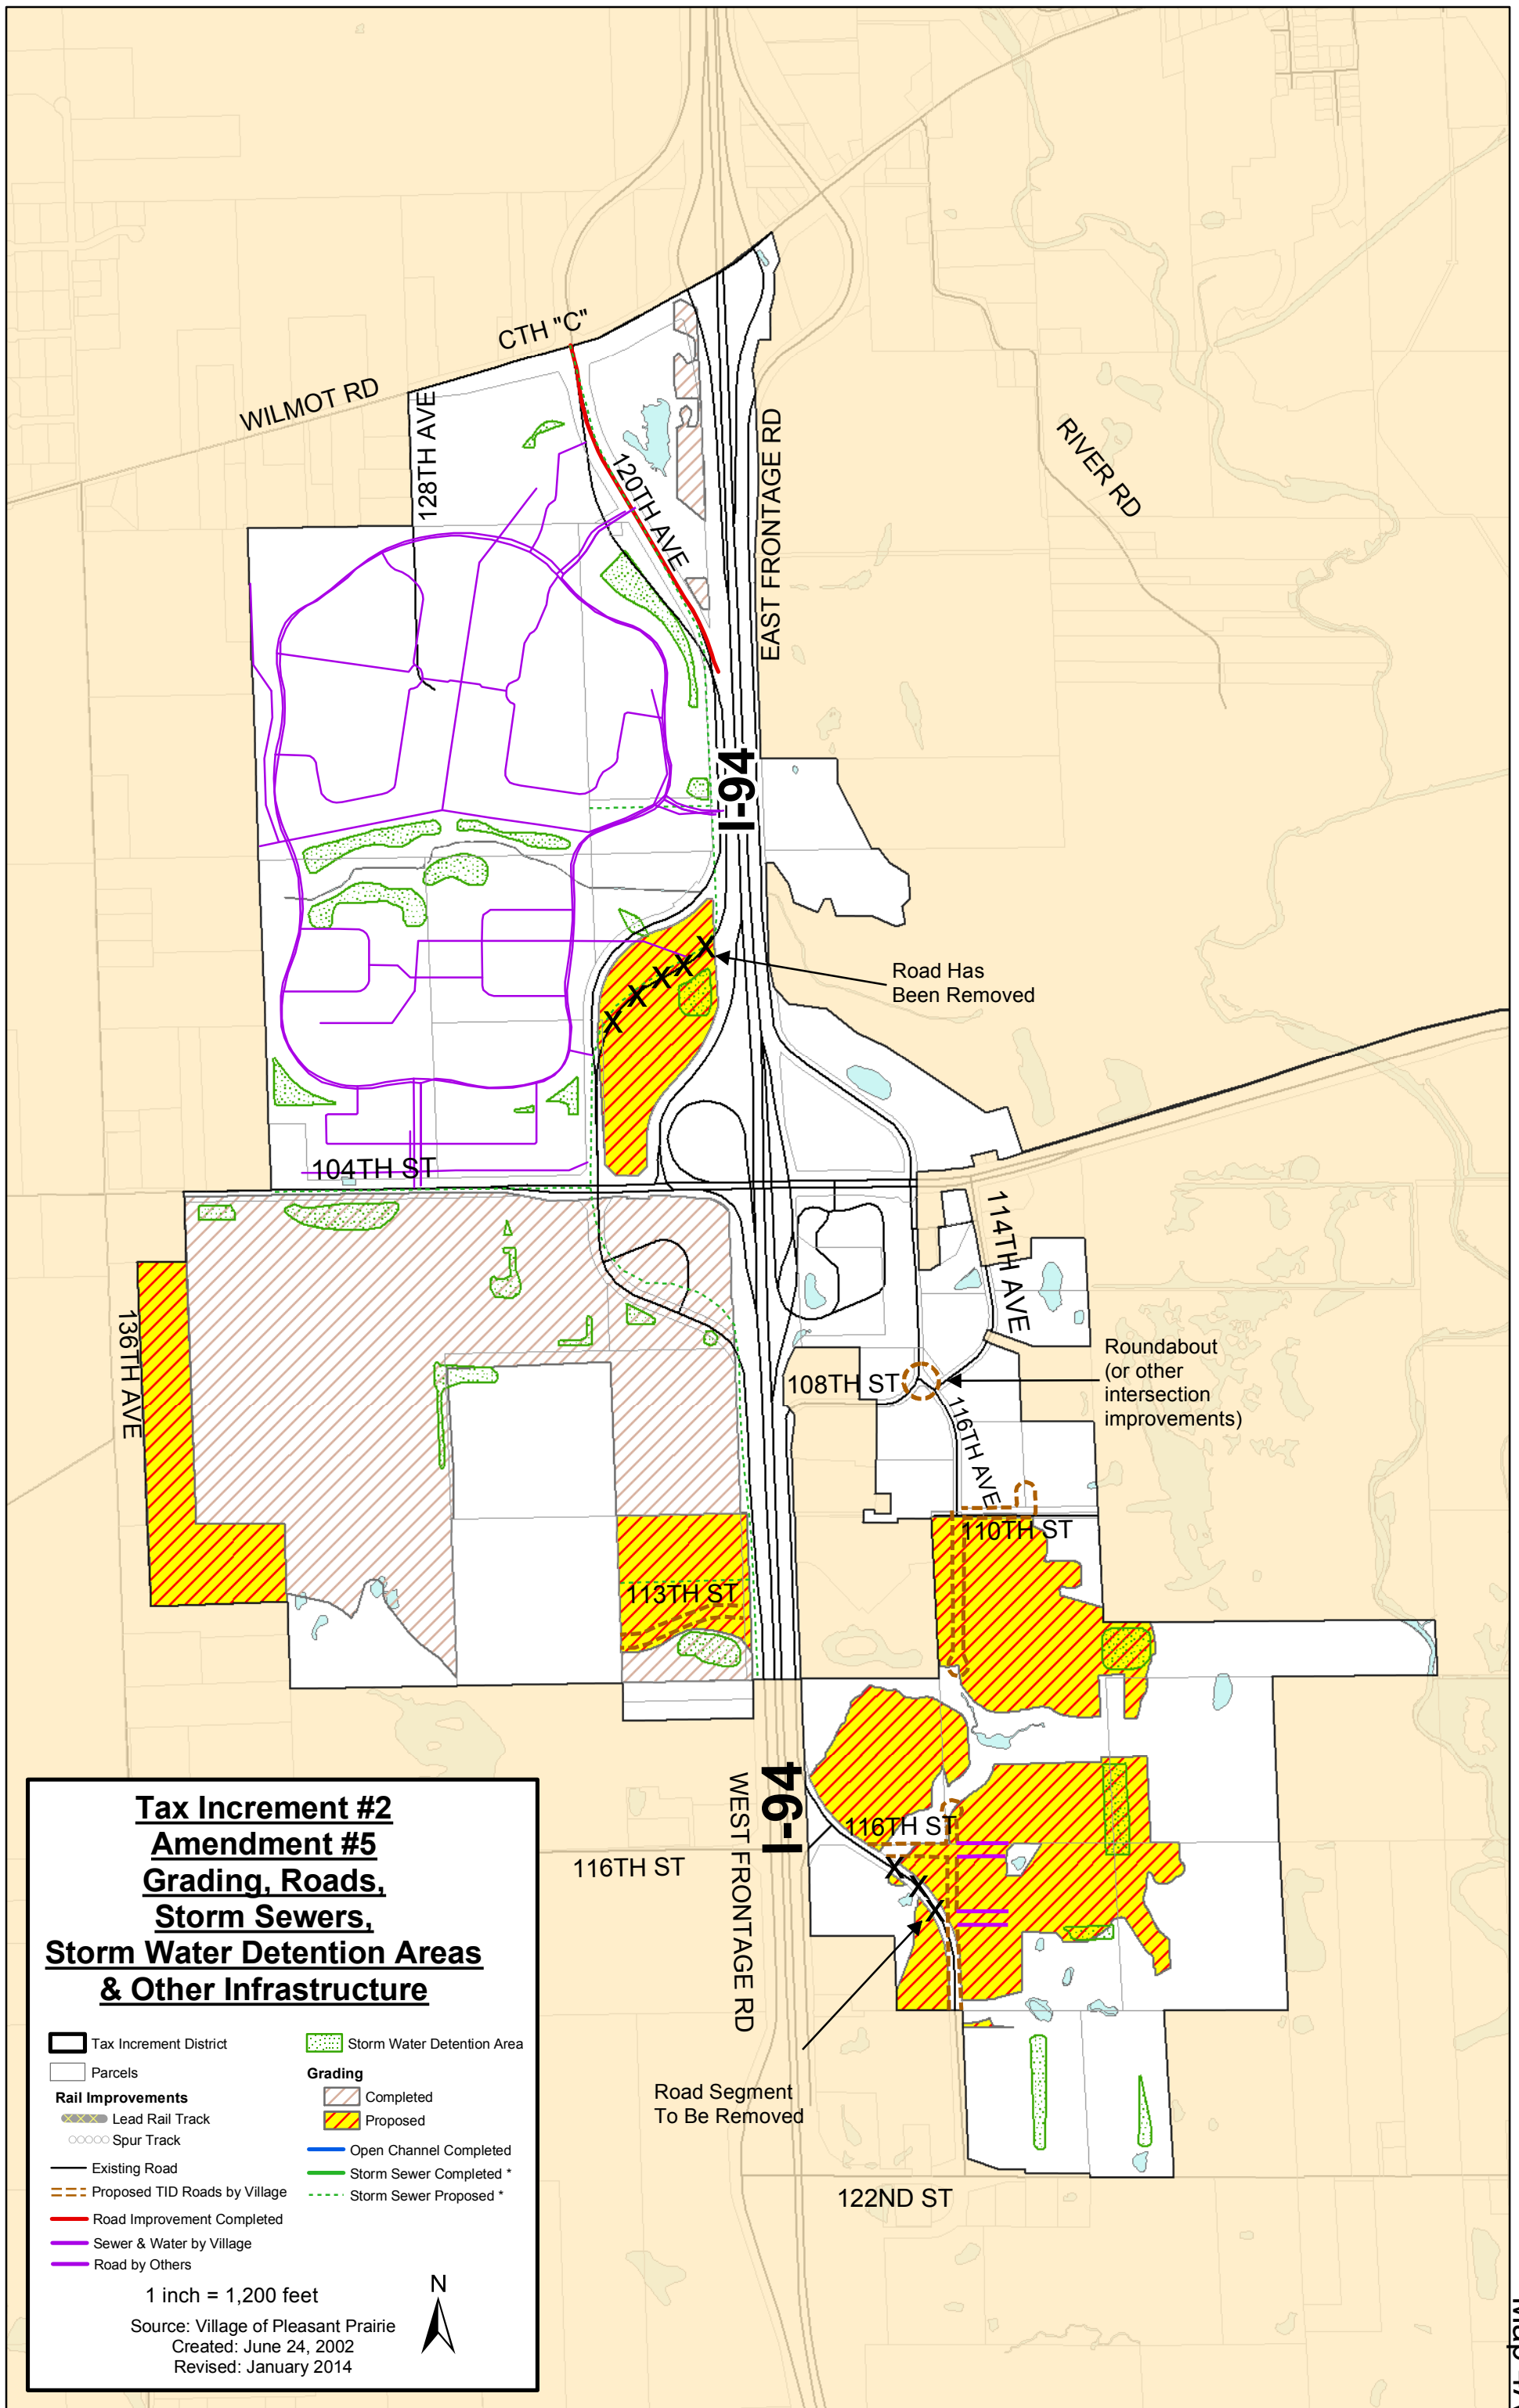 CTH "C"
WILMOT RD
128TH AVE
120TH AVE
EAST FRONTAGE RD
RIVER RD
I-94
X
X
X
X
X
Road Has
Been Removed
104TH ST
114TH AVE
136TH AVE
Roundabout
(or other
intersection
improvements)
108TH ST
116TH AVE
110TH ST
113TH ST
I-94
WEST FRONTAGE RD
116TH ST
116TH ST
X
X
X
Road Segment
To Be Removed
122ND ST
Tax Increment #2
Amendment #5
Grading, Roads,
Storm Sewers,
Storm Water Detention Areas
& Other Infrastructure
Tax Increment District
Parcels
Rail Improvements
Lead Rail Track
Spur Track
Existing Road
Proposed TID Roads by Village
Road Improvement Completed
Sewer & Water by Village
Road by Others
Storm Water Detention Area
Grading
Completed
Proposed
Open Channel Completed
Storm Sewer Completed *
Storm Sewer Proposed *
1 inch = 1,200 feet
N
Source: Village of Pleasant Prairie
Created: June 24, 2002
Revised: January 2014